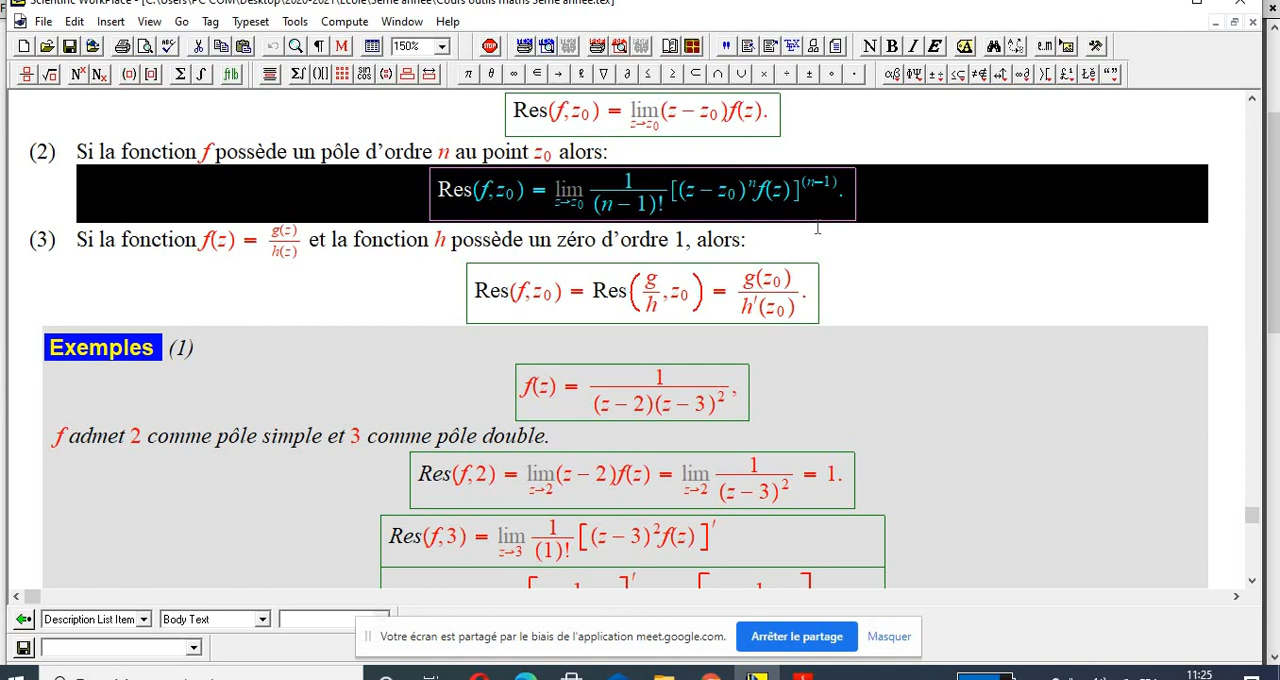 Scientific WorkPlace - [C:\Users\PC COM\Desktop\2020-2021\Ecole\3eme annee\Cours outils maths 3eme annee.tex]
File Edit Insert View Go Tag Typeset Tools Compute Window Help
150%
Res(f,z₀) = lim_{z→z₀} (z − z₀)f(z).
(2) Si la fonction f possède un pôle d'ordre n au point z₀ alors:
Res(f,z₀) = lim_{z→z₀} 1/(n − 1)! [(z − z₀)ⁿf(z)]^{(n−1)}.
(3) Si la fonction f(z) = g(z)/h(z) et la fonction h possède un zéro d'ordre 1, alors:
Res(f,z₀) = Res(g/h, z₀) = g(z₀)/h′(z₀).
Exemples (1)
f(z) = 1/((z − 2)(z − 3)²),
f admet 2 comme pôle simple et 3 comme pôle double.
Res(f,2) = lim_{z→2} (z − 2)f(z) = lim_{z→2} 1/(z − 3)² = 1.
Res(f,3) = lim_{z→3} 1/(1)! [(z − 3)²f(z)]′
Description List Item Body Text
Votre écran est partagé par le biais de l'application meet.google.com. Arrêter le partage Masquer
11:25